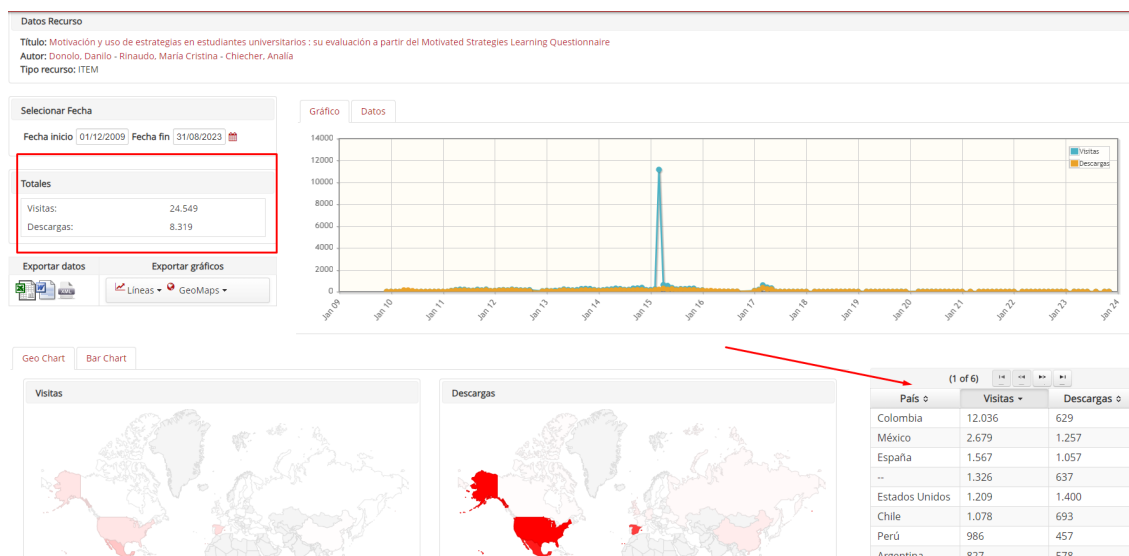 Datos Recurso
Título: Motivación y uso de estrategias en estudiantes universitarios : su evaluación a partir del Motivated Strategies Learning Questionnaire
Autor: Donolo, Danilo - Rinaudo, María Cristina - Chiecher, Analía
Tipo recurso: ITEM
Selecionar Fecha
Fecha inicio 01/12/2009 Fecha fin 31/08/2023
Totales
Visitas: 24.549
Descargas: 8.319
Exportar datos Exportar gráficos
Líneas GeoMaps
Gráfico Datos
14000
12000
10000
8000
6000
4000
2000
0
Visitas
Descargas
Jan 09 Jan 10 Jan 11 Jan 12 Jan 13 Jan 14 Jan 15 Jan 16 Jan 17 Jan 18 Jan 19 Jan 20 Jan 21 Jan 22 Jan 23 Jan 24
Geo Chart Bar Chart
Visitas
Descargas
(1 of 6)
País Visitas Descargas
Colombia 12.036 629
México 2.679 1.257
España 1.567 1.057
-- 1.326 637
Estados Unidos 1.209 1.400
Chile 1.078 693
Perú 986 457
Argentina 827 578